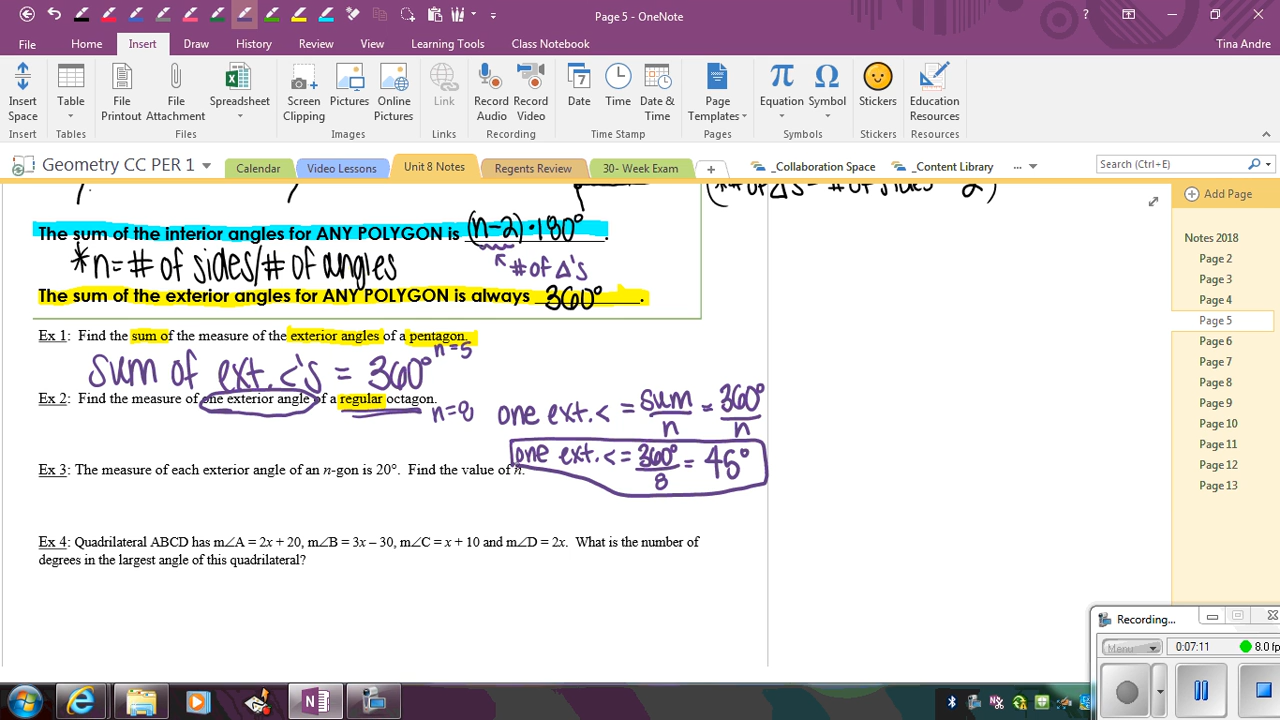 Page 5 - OneNote
?
File Home Insert Draw History Review View Learning Tools Class Notebook
Tina Andre
Insert Space
Table
File Printout
File Attachment
Spreadsheet
Screen Clipping
Pictures
Online Pictures
Link
Record Audio
Record Video
Date
Time
Date & Time
Page Templates
Equation
Symbol
Stickers
Education Resources
Insert Tables Files Images Links Recording Time Stamp Pages Symbols Stickers Resources
Geometry CC PER 1
Calendar Video Lessons Unit 8 Notes Regents Review 30- Week Exam + _Collaboration Space _Content Library ...
Search (Ctrl+E)
(*# of Δ's = # of sides - 2)
The sum of the interior angles for ANY POLYGON is (n-2)·180°.
*n=# of sides/# of angles
# of Δ's
The sum of the exterior angles for ANY POLYGON is always 360°.
Ex 1: Find the sum of the measure of the exterior angles of a pentagon.
n=5
sum of ext. <'s = 360°
Ex 2: Find the measure of one exterior angle of a regular octagon.
n=8
one ext. < = sum/n = 360°/n
one ext. < = 360°/8 = 45°
Ex 3: The measure of each exterior angle of an n-gon is 20°. Find the value of n.
Ex 4: Quadrilateral ABCD has m∠A = 2x + 20, m∠B = 3x – 30, m∠C = x + 10 and m∠D = 2x. What is the number of
degrees in the largest angle of this quadrilateral?
Add Page
Notes 2018
Page 2
Page 3
Page 4
Page 5
Page 6
Page 7
Page 8
Page 9
Page 10
Page 11
Page 12
Page 13
Recording...
Menu 0:07:11 8.0 fp